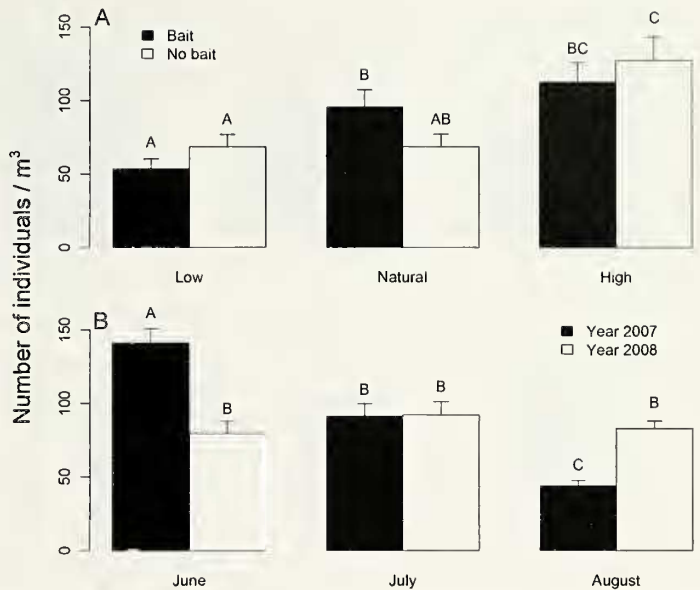 A
Bait
No bait
150
100
50
0
A
A
B
AB
BC
C
Low
Natural
High
Number of individuals / m³
B
Year 2007
Year 2008
150
100
50
0
A
B
B
B
C
B
June
July
August